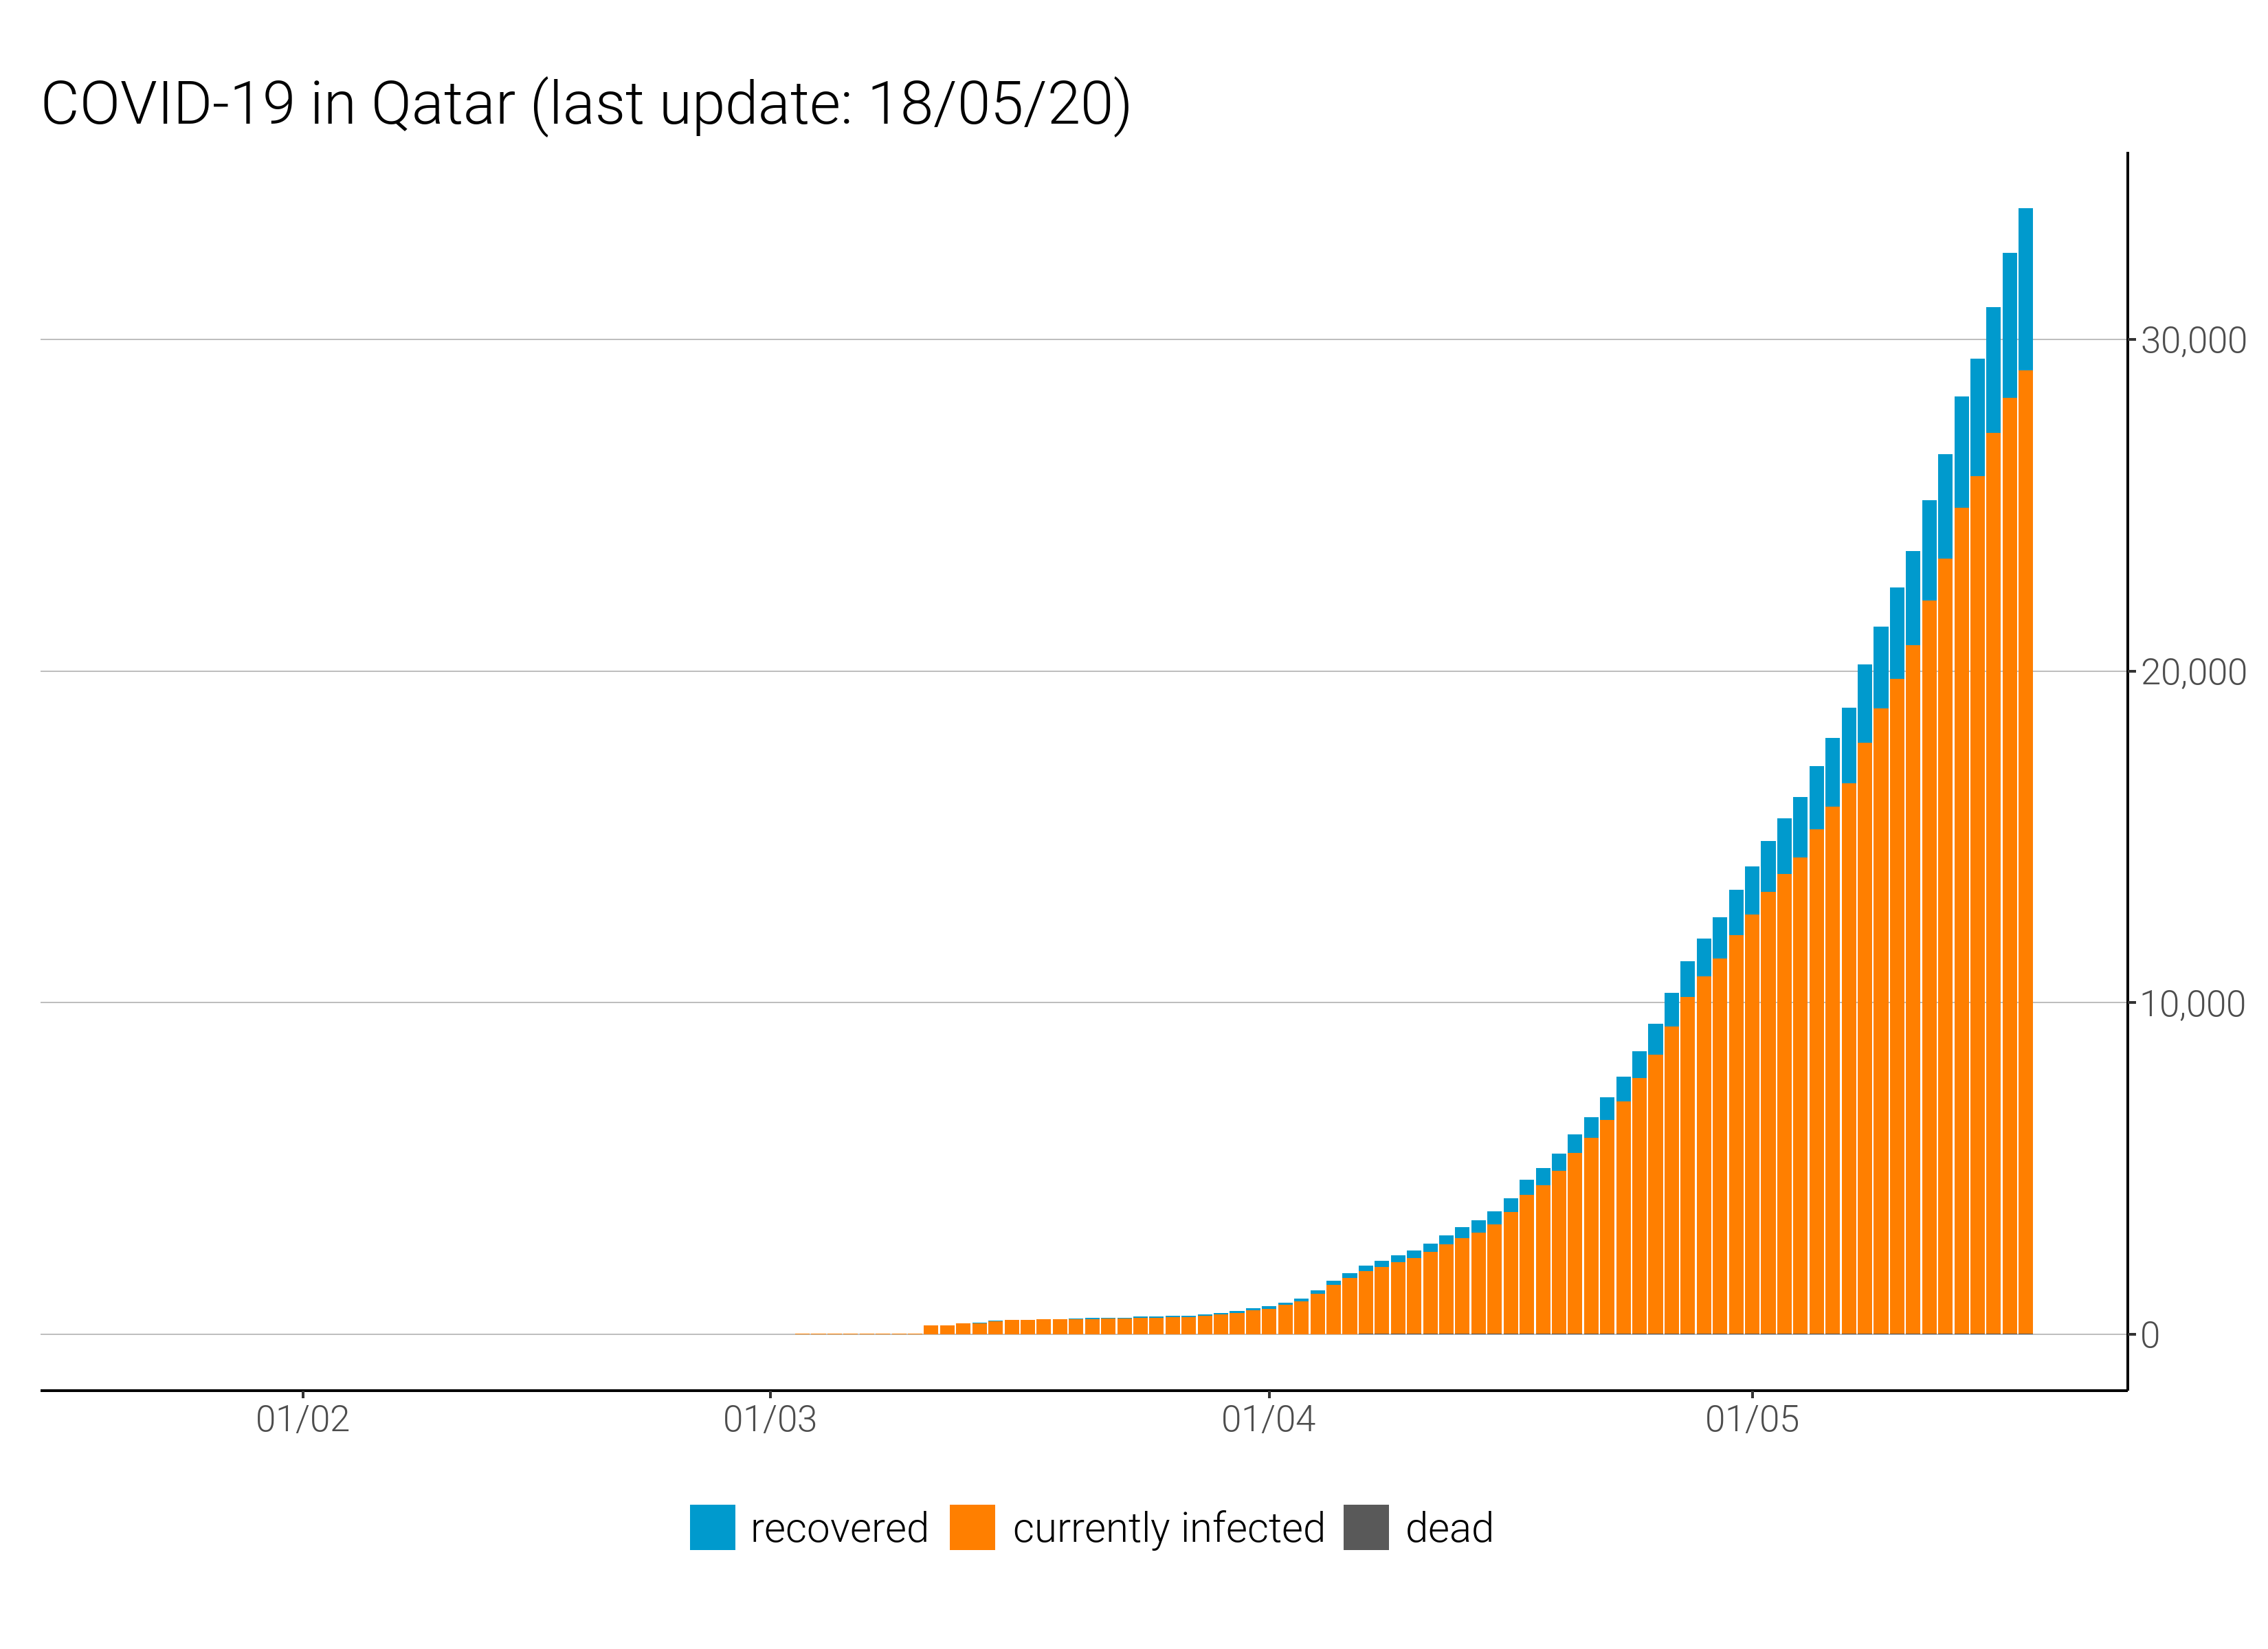 COVID-19 in Qatar (last update: 18/05/20)
30,000
20,000
10,000
0
01/02 01/03 01/04 01/05
recovered currently infected dead